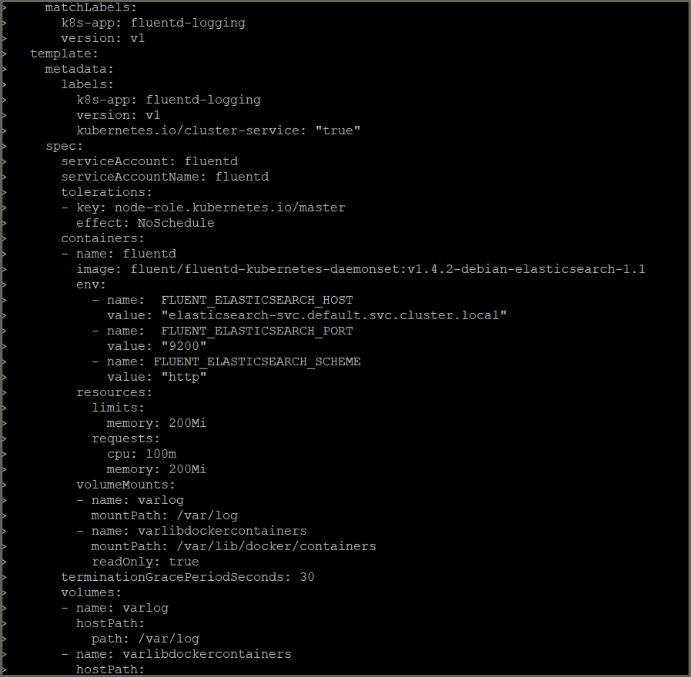 >     matchLabels:
>       k8s-app: fluentd-logging
>       version: v1
>   template:
>     metadata:
>       labels:
>         k8s-app: fluentd-logging
>         version: v1
>         kubernetes.io/cluster-service: "true"
>     spec:
>       serviceAccount: fluentd
>       serviceAccountName: fluentd
>       tolerations:
>       - key: node-role.kubernetes.io/master
>         effect: NoSchedule
>       containers:
>       - name: fluentd
>         image: fluent/fluentd-kubernetes-daemonset:v1.4.2-debian-elasticsearch-1.1
>         env:
>           - name:  FLUENT_ELASTICSEARCH_HOST
>             value: "elasticsearch-svc.default.svc.cluster.local"
>           - name:  FLUENT_ELASTICSEARCH_PORT
>             value: "9200"
>           - name: FLUENT_ELASTICSEARCH_SCHEME
>             value: "http"
>         resources:
>           limits:
>             memory: 200Mi
>           requests:
>             cpu: 100m
>             memory: 200Mi
>         volumeMounts:
>         - name: varlog
>           mountPath: /var/log
>         - name: varlibdockercontainers
>           mountPath: /var/lib/docker/containers
>           readOnly: true
>       terminationGracePeriodSeconds: 30
>       volumes:
>       - name: varlog
>         hostPath:
>           path: /var/log
>       - name: varlibdockercontainers
>         hostPath: